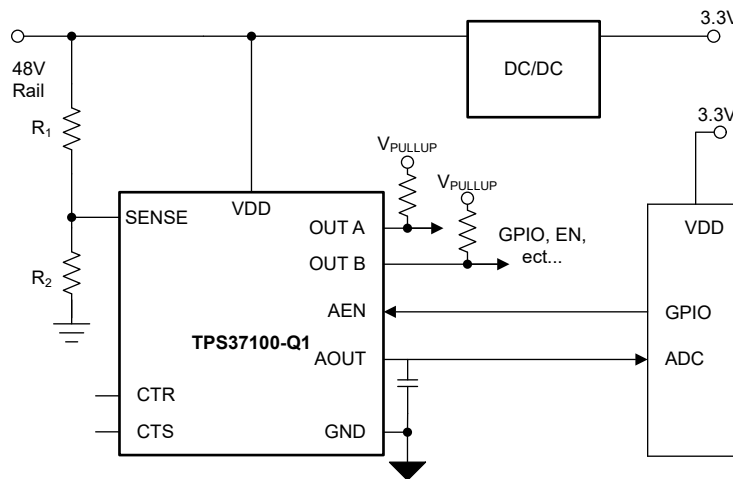 3.3V
48V
Rail
DC/DC
R1
3.3V
VPULLUP
VPULLUP
SENSE
VDD
VDD
OUT A
GPIO, EN,
ect...
OUT B
R2
AEN
GPIO
TPS37100-Q1
AOUT
ADC
CTR
CTS
GND